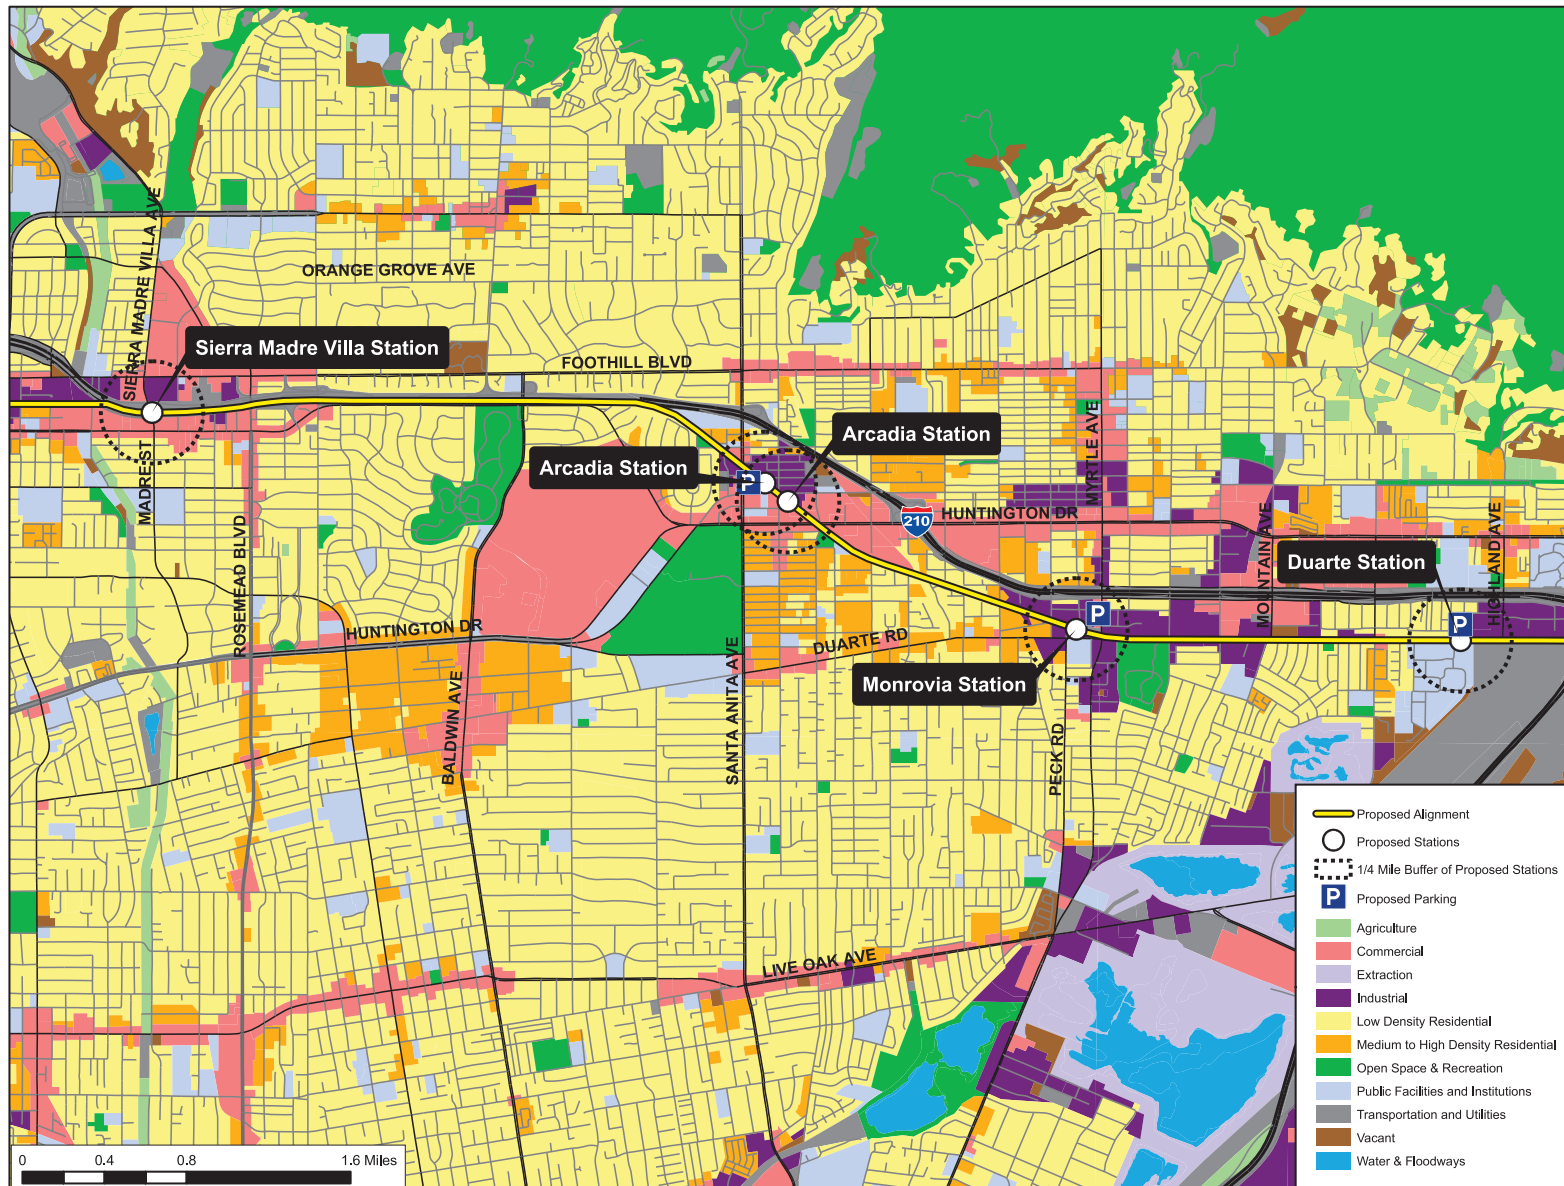 SIERRA MADRE VILLA AVE
ORANGE GROVE AVE
Sierra Madre Villa Station
FOOTHILL BLVD
Arcadia Station
Arcadia Station
P
MYRTLE AVE
210
HUNTINGTON DR
MADRE ST
ROSEMEAD BLVD
MOUNTAIN AVE
HIGHLAND AVE
Duarte Station
P
P
HUNTINGTON DR
DUARTE RD
Monrovia Station
BALDWIN AVE
SANTA ANITA AVE
PECK RD
LIVE OAK AVE
Proposed Alignment
Proposed Stations
1/4 Mile Buffer of Proposed Stations
P Proposed Parking
Agriculture
Commercial
Extraction
Industrial
Low Density Residential
Medium to High Density Residential
Open Space & Recreation
Public Facilities and Institutions
Transportation and Utilities
Vacant
Water & Floodways
0 0.4 0.8 1.6 Miles